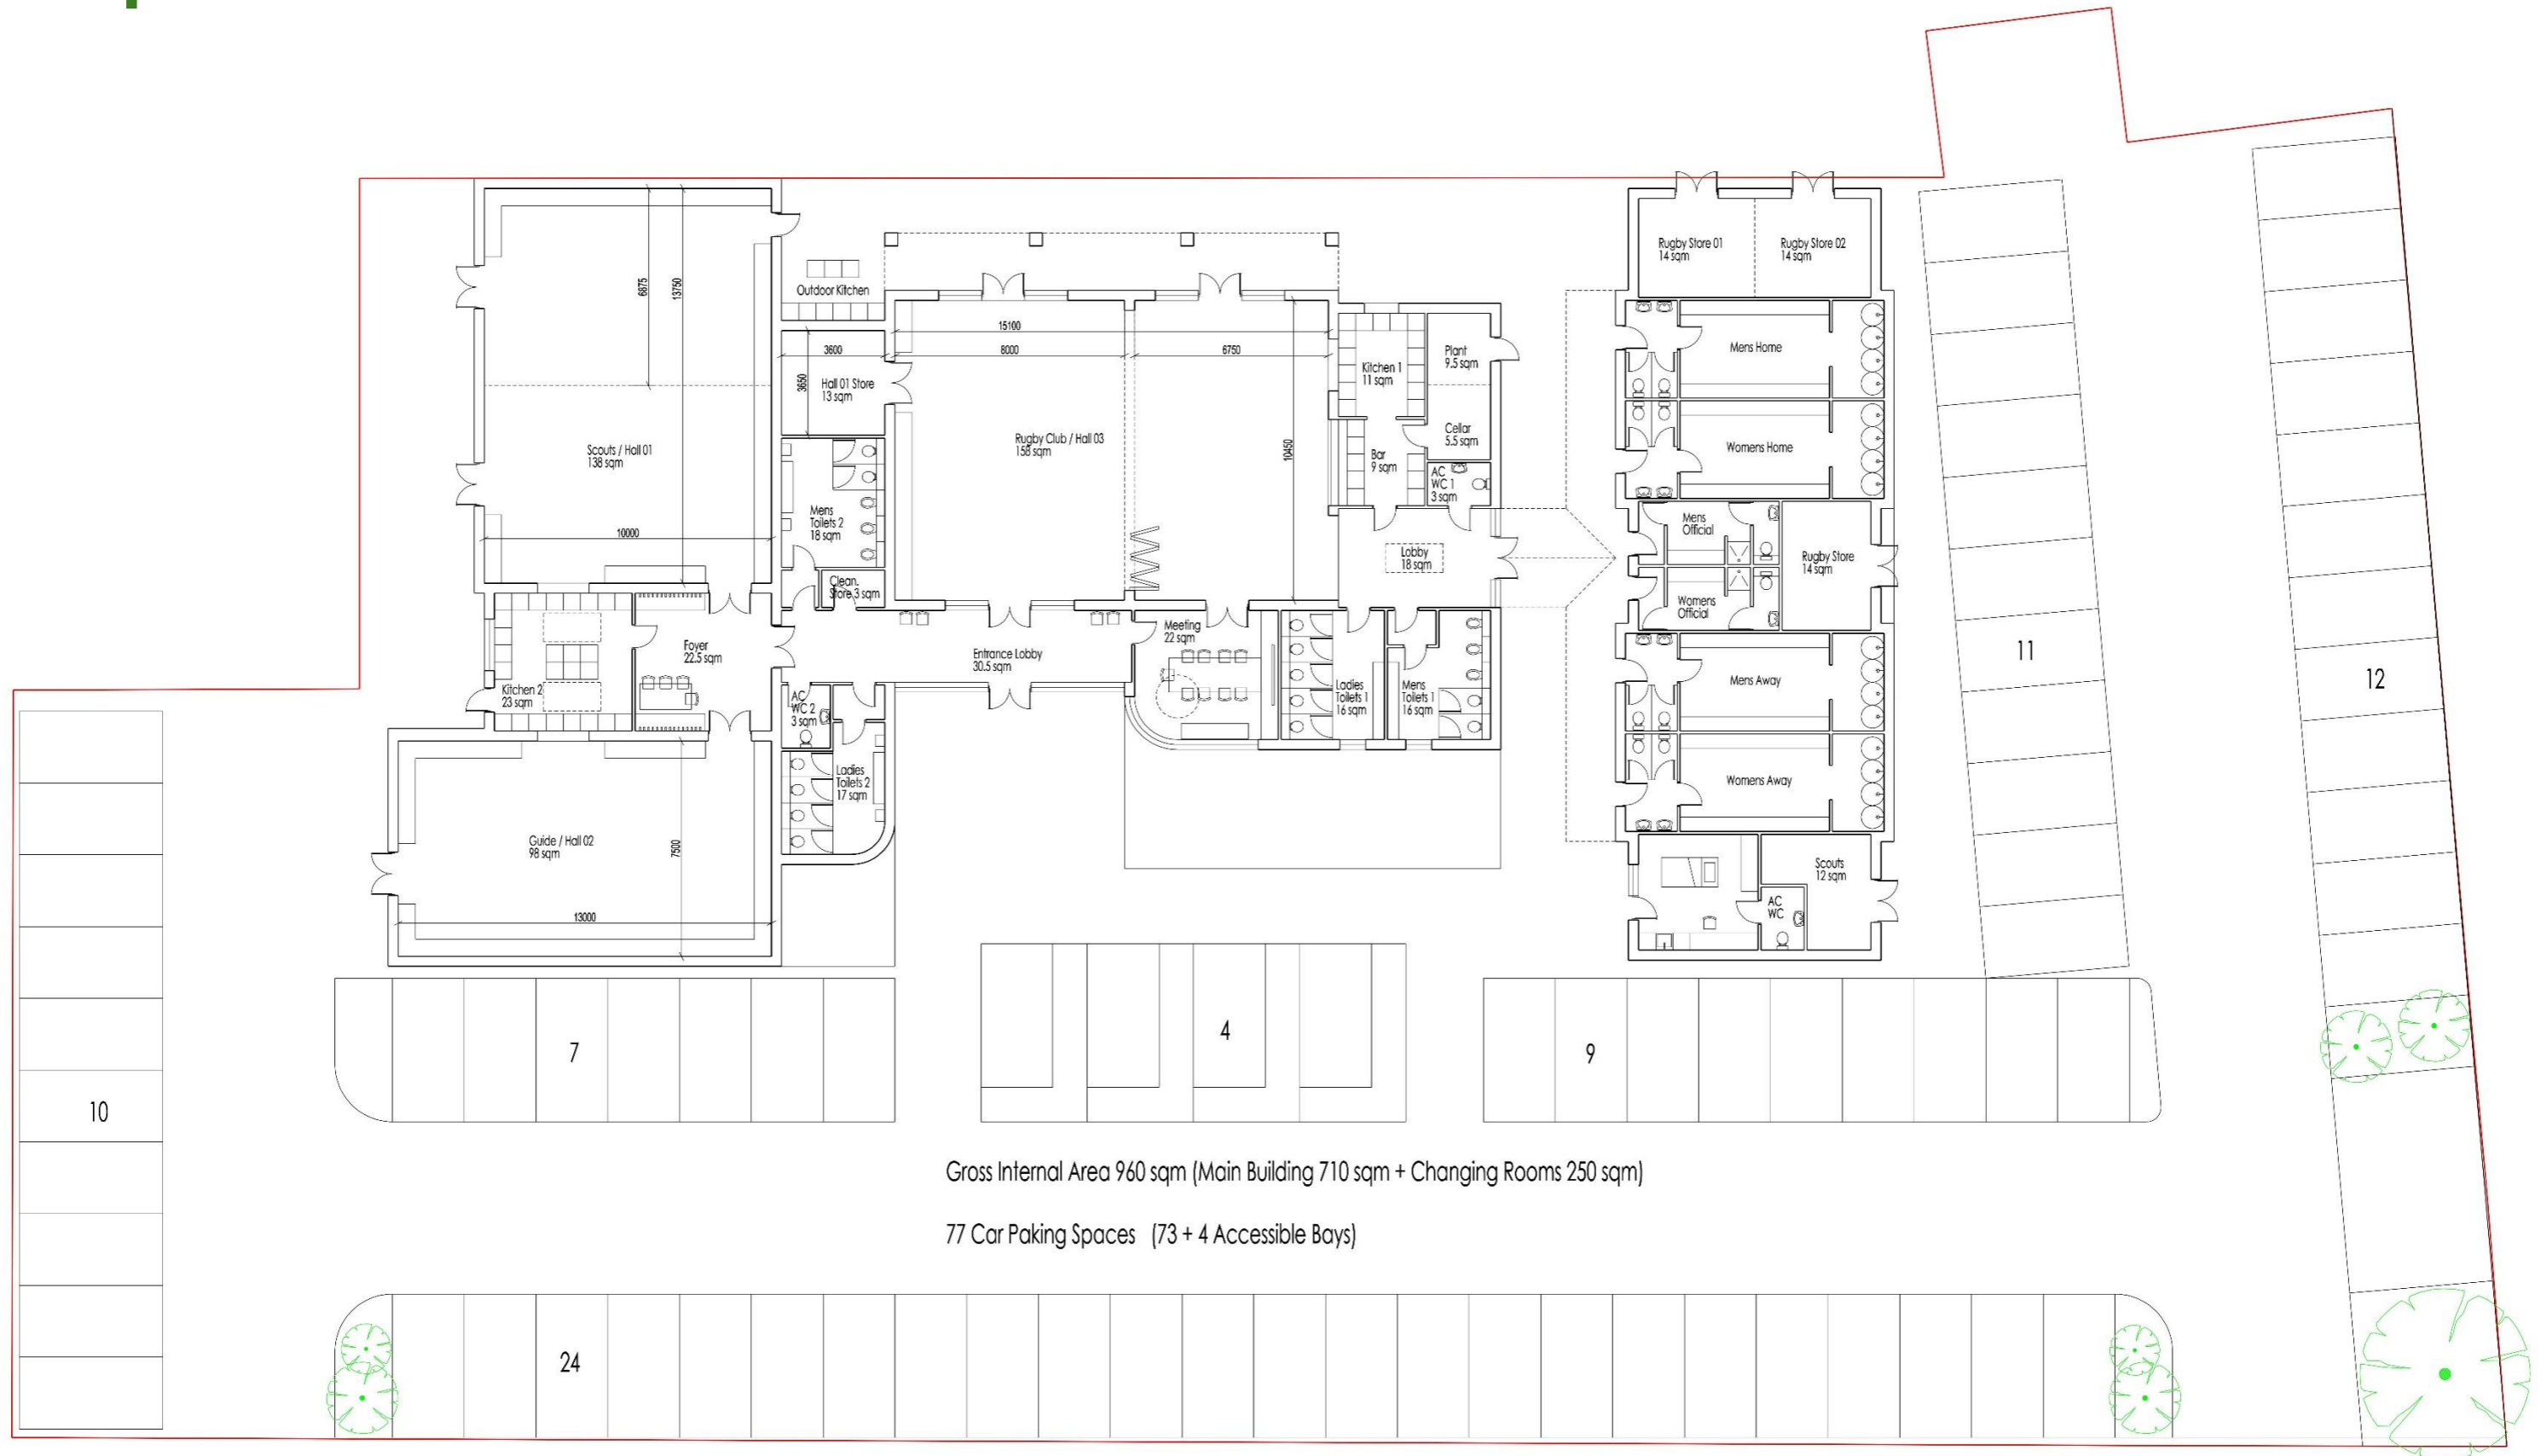 Rugby Store 01
14 sqm
Rugby Store 02
14 sqm
6875
13750
Outdoor Kitchen
15100
3600
8000
6750
Mens Home
Plant
9.5 sqm
Kitchen 1
11 sqm
3650
Hall 01 Store
13 sqm
Scouts / Hall 01
138 sqm
Rugby Club / Hall 03
158 sqm
10450
Cellar
5.5 sqm
Bar
9 sqm
AC
WC 1
3 sqm
Womens Home
Mens
Toilets 2
18 sqm
10000
Mens
Official
Rugby Store
14 sqm
Lobby
18 sqm
Clean.
Store 3 sqm
Womens
Official
Foyer
22.5 sqm
Entrance Lobby
30.5 sqm
Meeting
22 sqm
11
12
Kitchen 2
23 sqm
AC
WC 2
3 sqm
Ladies
Toilets 1
16 sqm
Mens
Toilets 1
16 sqm
Mens Away
Ladies
Toilets 2
17 sqm
Womens Away
Guide / Hall 02
98 sqm
7500
13000
Scouts
12 sqm
AC
WC
7
4
9
10
Gross Internal Area 960 sqm (Main Building 710 sqm + Changing Rooms 250 sqm)
77 Car Paking Spaces (73 + 4 Accessible Bays)
24